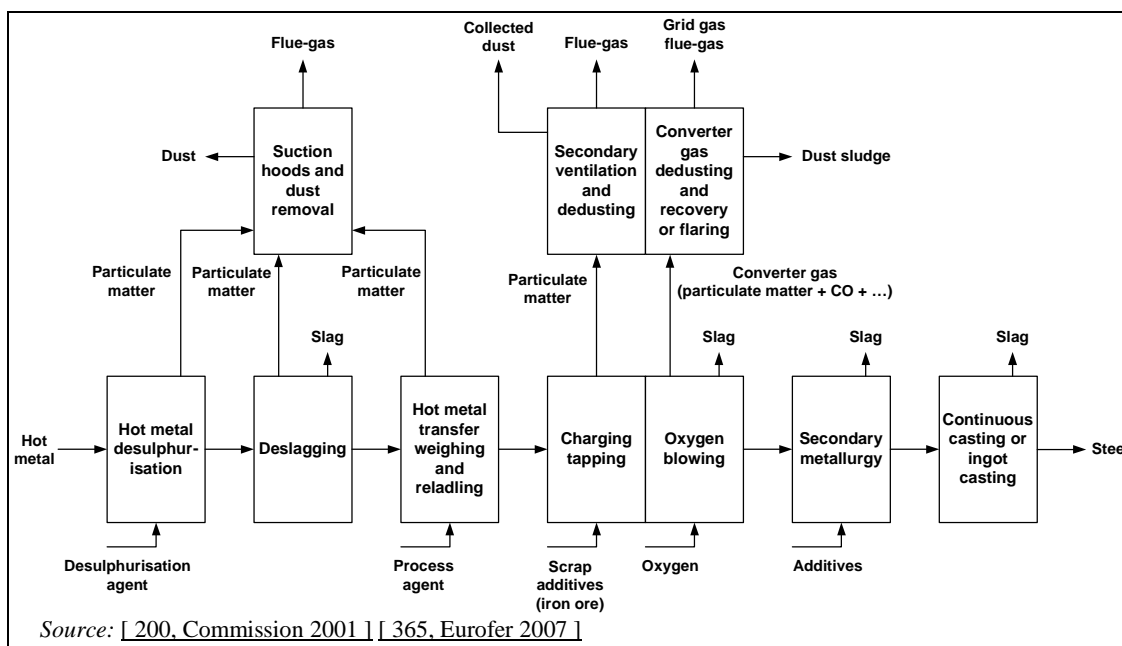 Flue-gas
Collected
dust
Flue-gas
Grid gas
flue-gas
Dust
Suction
hoods and
dust
removal
Secondary
ventilation
and
dedusting
Converter
gas
dedusting
and
recovery
or flaring
Dust sludge
Particulate
matter
Particulate
matter
Particulate
matter
Particulate
matter
Converter gas
(particulate matter + CO + …)
Slag
Slag
Slag
Slag
Hot
metal
Hot metal
desulphur-
isation
Deslagging
Hot metal
transfer
weighing
and
reladling
Charging
tapping
Oxygen
blowing
Secondary
metallurgy
Continuous
casting or
ingot
casting
Stee
Desulphurisation
agent
Process
agent
Scrap
additives
(iron ore)
Oxygen
Additives
Source: [ 200, Commission 2001 ] [ 365, Eurofer 2007 ]